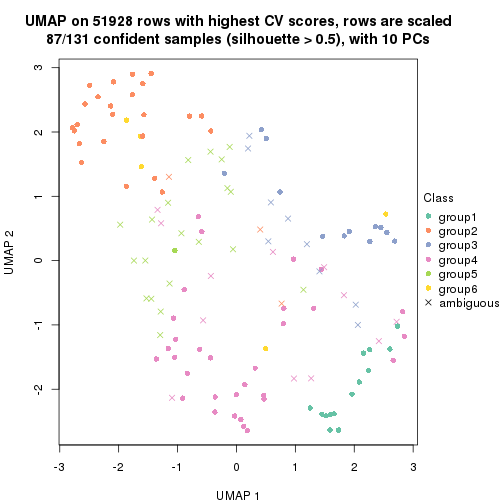 UMAP on 51928 rows with highest CV scores, rows are scaled
87/131 confident samples (silhouette > 0.5), with 10 PCs
3
2
1
0
-1
-2
UMAP 2
-3
-2
-1
0
1
2
3
UMAP 1
Class
group1
group2
group3
group4
group5
group6
ambiguous